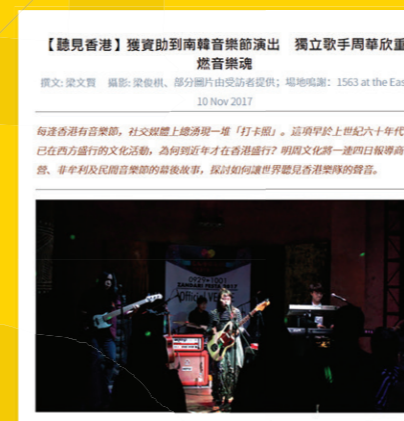 【聽見香港】獲資助到南韓音樂節演出　獨立歌手周華欣重
燃音樂魂
撰文: 梁文賢　攝影: 梁俊棋、部分圖片由受訪者提供；場地鳴謝：1563 at the Eas
10 Nov 2017
每逢香港有音樂節，社交媒體上總湧現一堆「打卡照」。這項早於上世紀六十年代
已在西方盛行的文化活動，為何到近年才在香港盛行？明周文化將一連四日報導商
營、非牟利及民間音樂節的幕後故事，探討如何讓世界聽見香港樂隊的聲音。
ZANDARI FESTA 2017